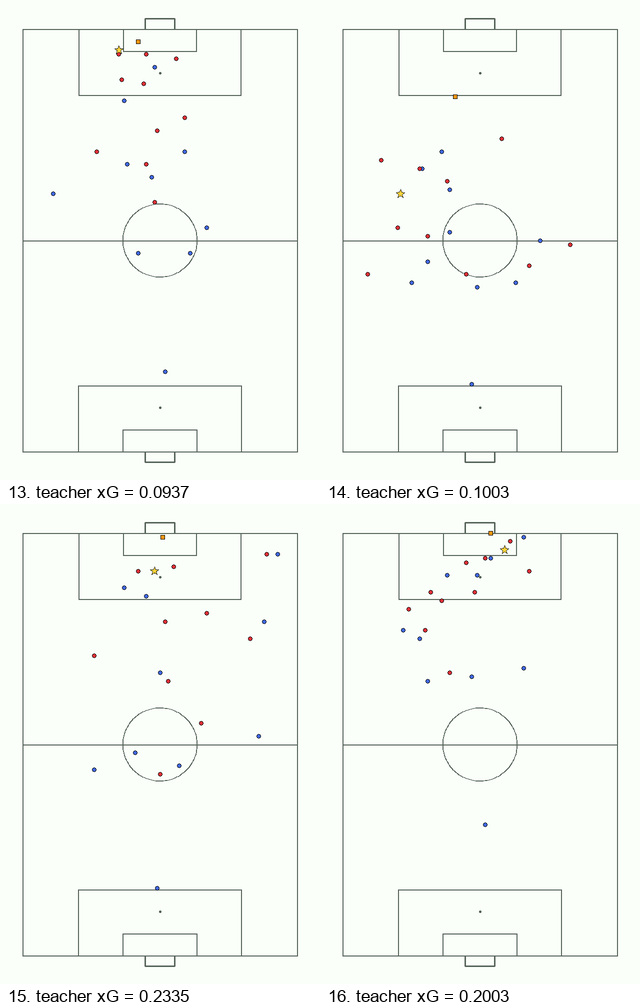 13. teacher xG = 0.0937
14. teacher xG = 0.1003
15. teacher xG = 0.2335
16. teacher xG = 0.2003